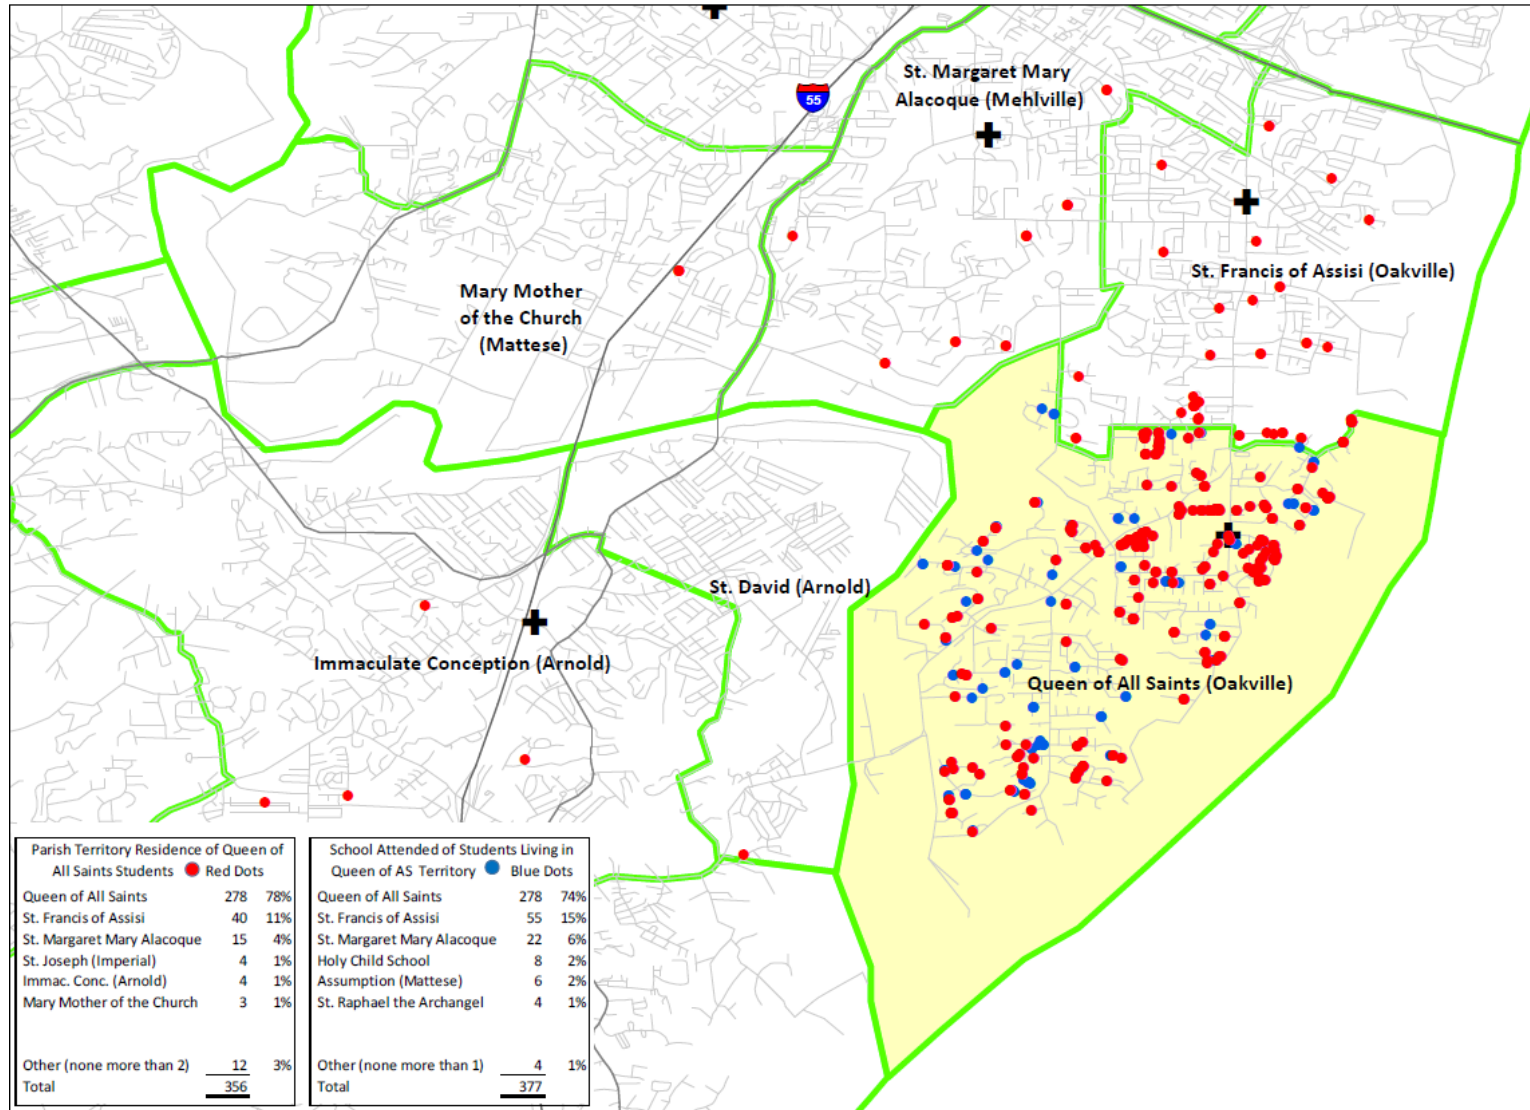 55
St. Margaret Mary
Alacoque (Mehlville)
St. Francis of Assisi (Oakville)
Mary Mother
of the Church
(Mattese)
St. David (Arnold)
Immaculate Conception (Arnold)
Queen of All Saints (Oakville)
Parish Territory Residence of Queen of
All Saints Students Red Dots
Queen of All Saints 278 78%
St. Francis of Assisi 40 11%
St. Margaret Mary Alacoque 15 4%
St. Joseph (Imperial) 4 1%
Immac. Conc. (Arnold) 4 1%
Mary Mother of the Church 3 1%
Other (none more than 2) 12 3%
Total 356
School Attended of Students Living in
Queen of AS Territory Blue Dots
Queen of All Saints 278 74%
St. Francis of Assisi 55 15%
St. Margaret Mary Alacoque 22 6%
Holy Child School 8 2%
Assumption (Mattese) 6 2%
St. Raphael the Archangel 4 1%
Other (none more than 1) 4 1%
Total 377